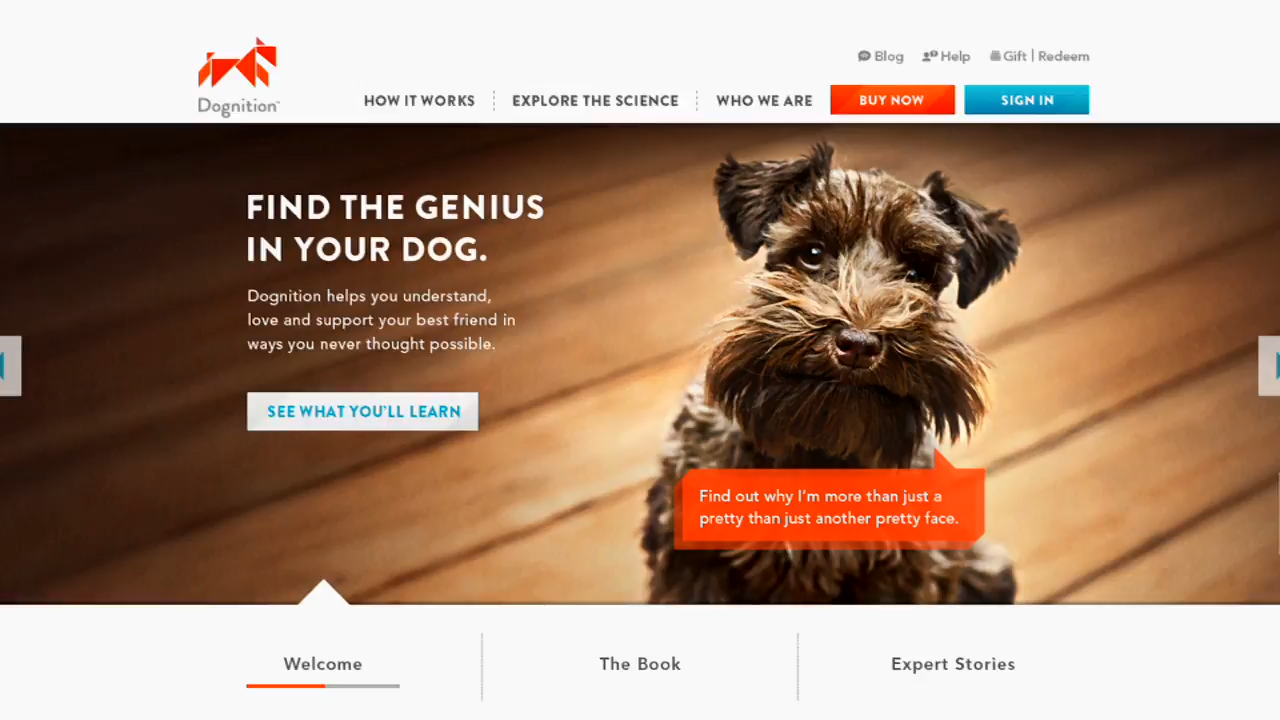 Dognition™
Blog
Help
Gift | Redeem
HOW IT WORKS
EXPLORE THE SCIENCE
WHO WE ARE
BUY NOW
SIGN IN
FIND THE GENIUS
IN YOUR DOG.
Dognition helps you understand,
love and support your best friend in
ways you never thought possible.
SEE WHAT YOU'LL LEARN
Find out why I'm more than just a
pretty than just another pretty face.
Welcome
The Book
Expert Stories